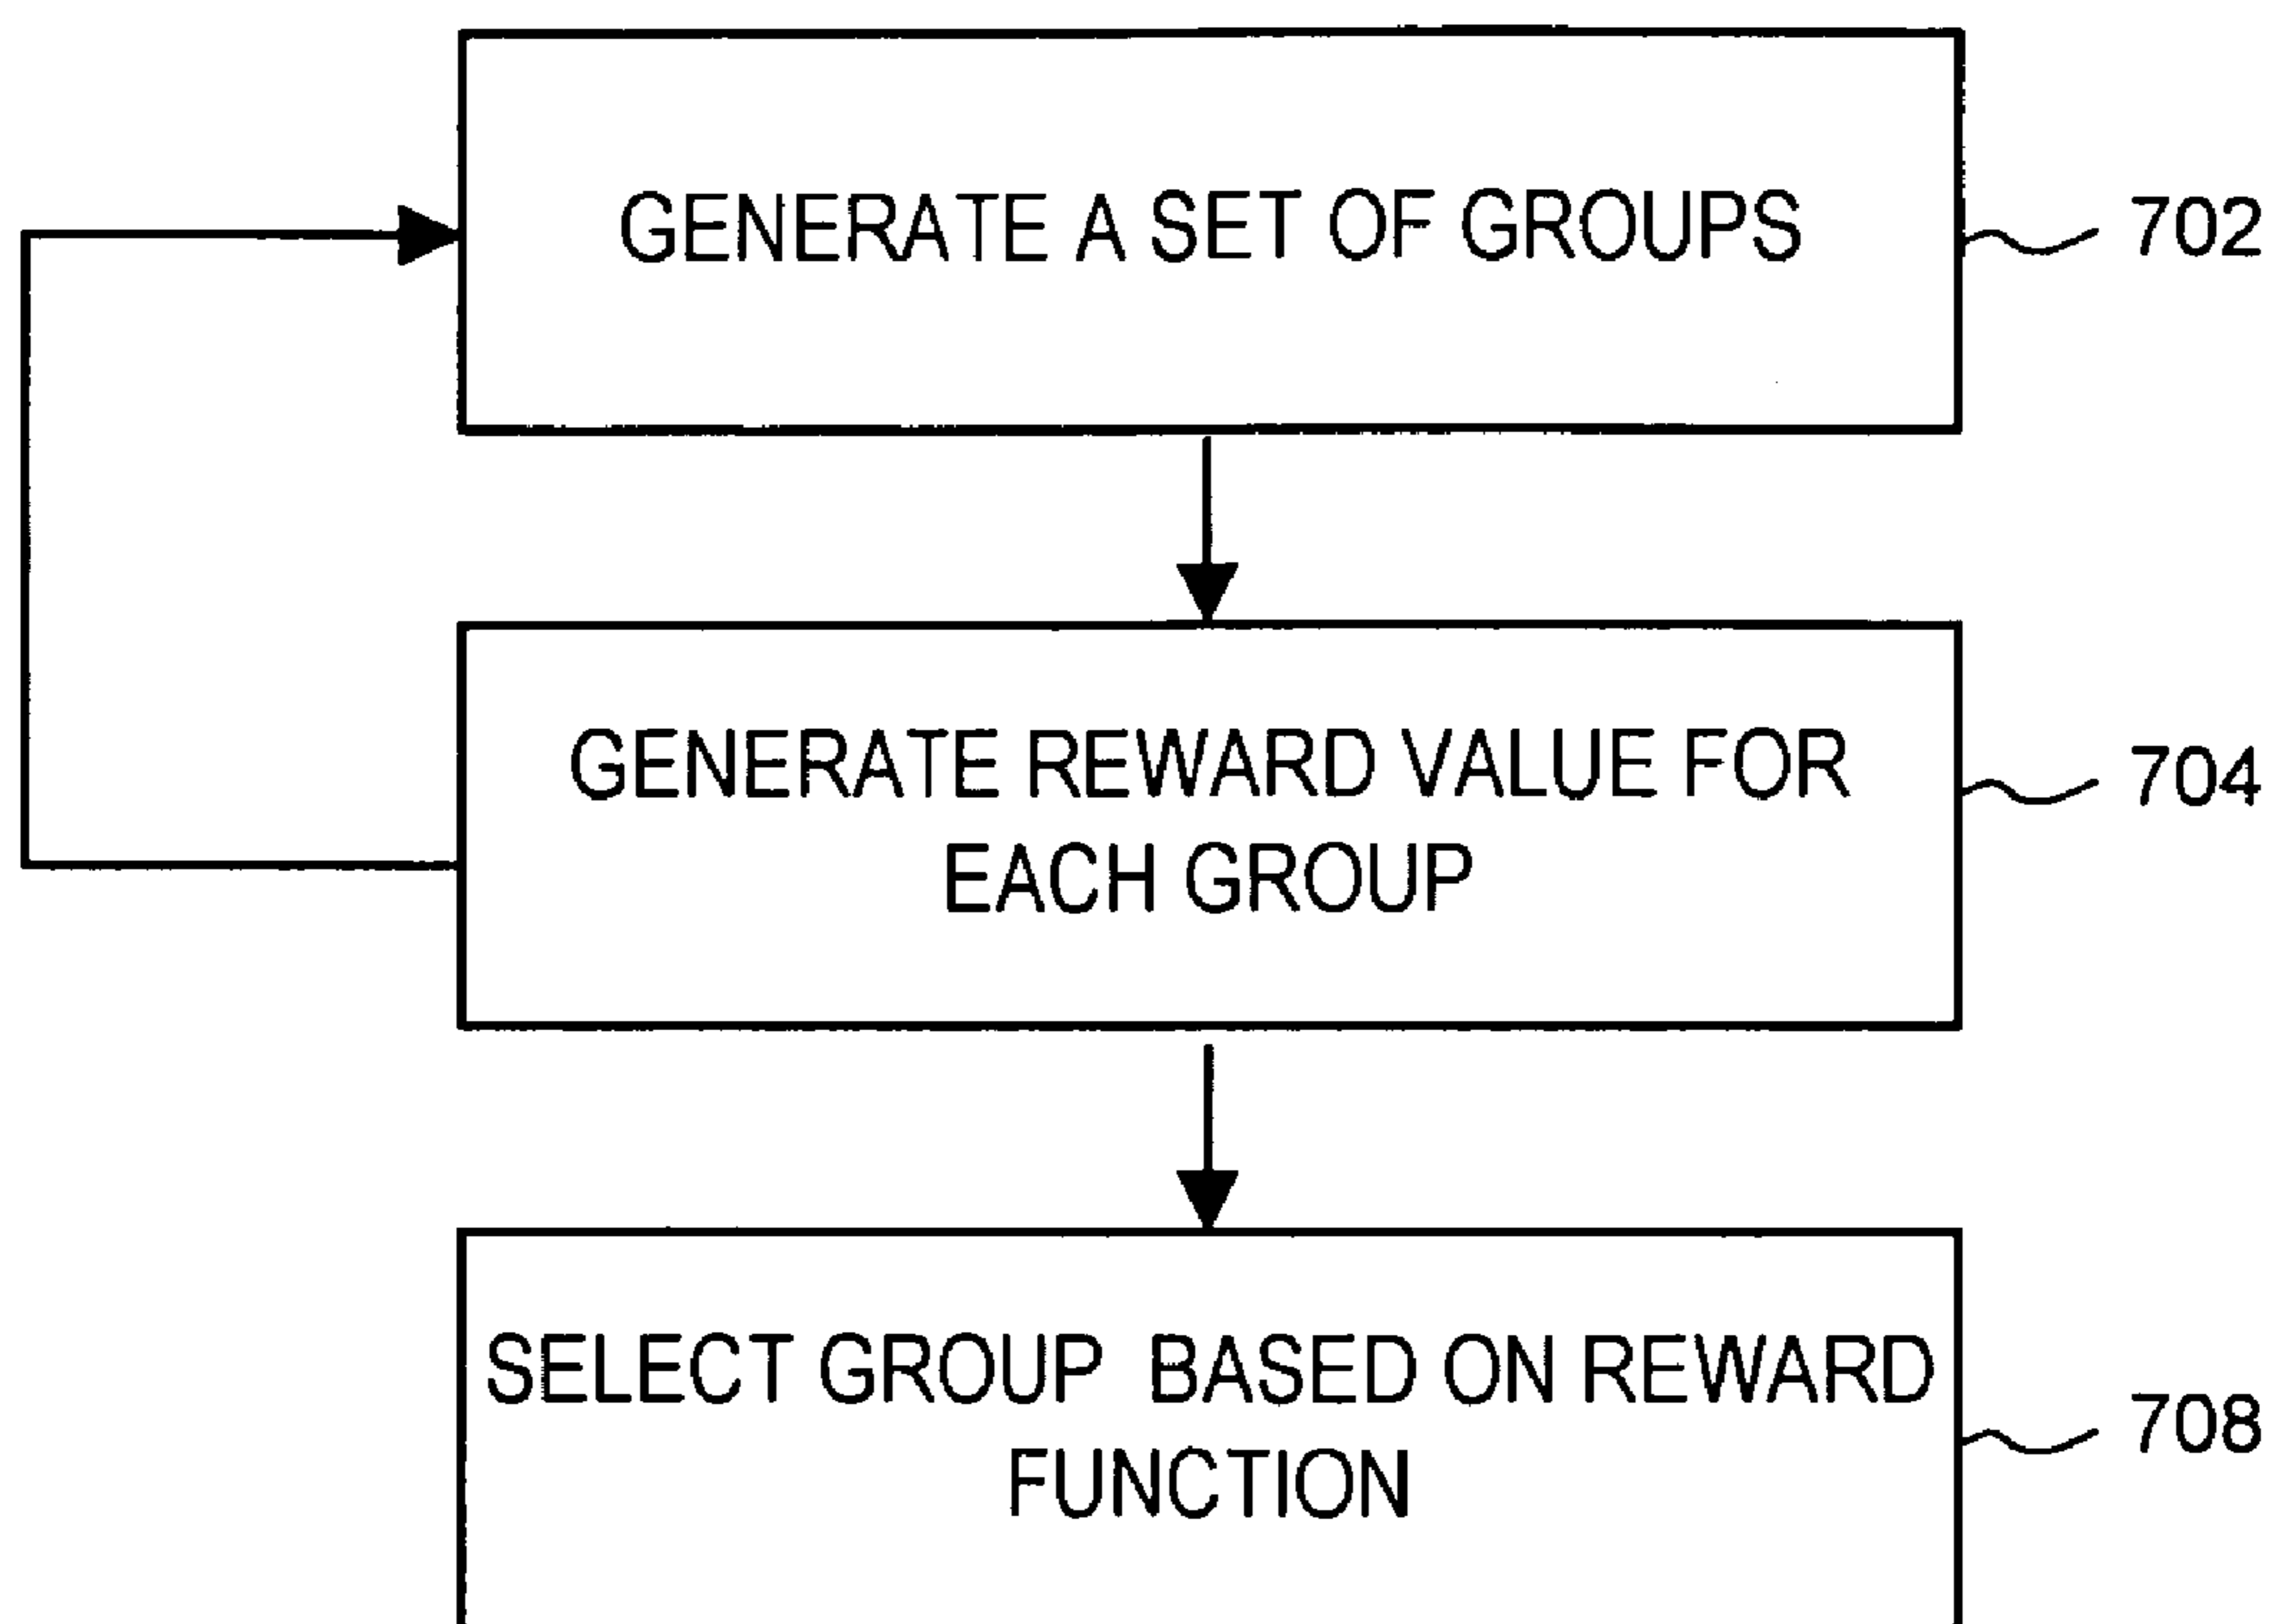 GENERATE A SET OF GROUPS
702
GENERATE REWARD VALUE FOR
EACH GROUP
704
SELECT GROUP BASED ON REWARD
FUNCTION
708